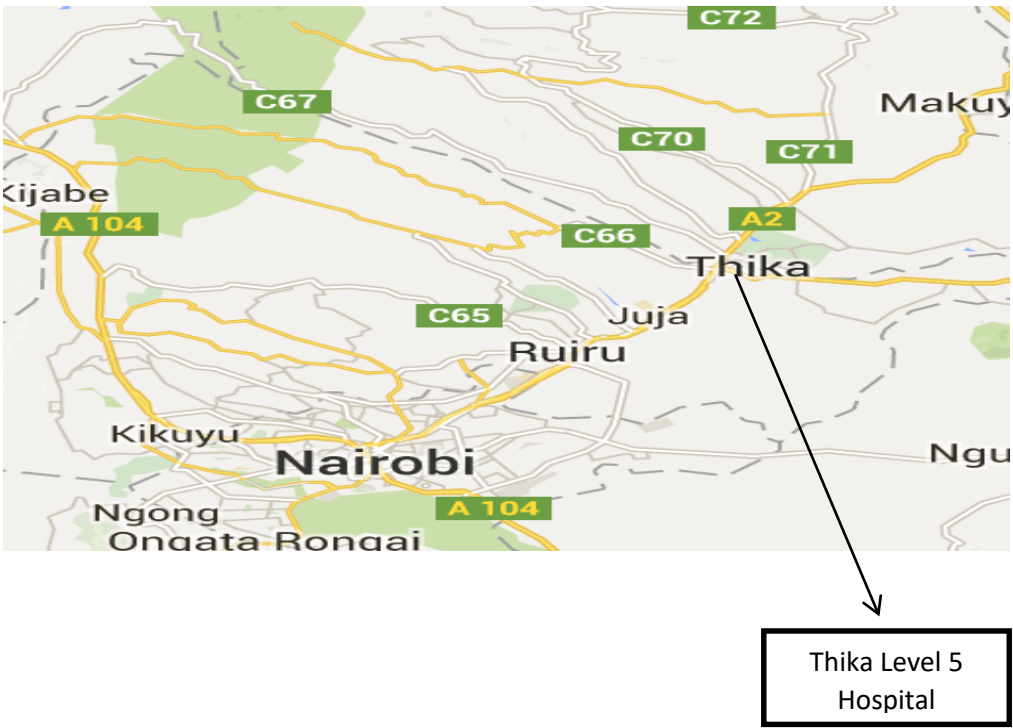 C72
C67
Makuy
C70
C71
Kijabe
A 104
A2
C66
Thika
C65
Juja
Ruiru
Kikuyu
Nairobi
Ngu
A 104
Ngong
Ongata Rongai
Thika Level 5
Hospital